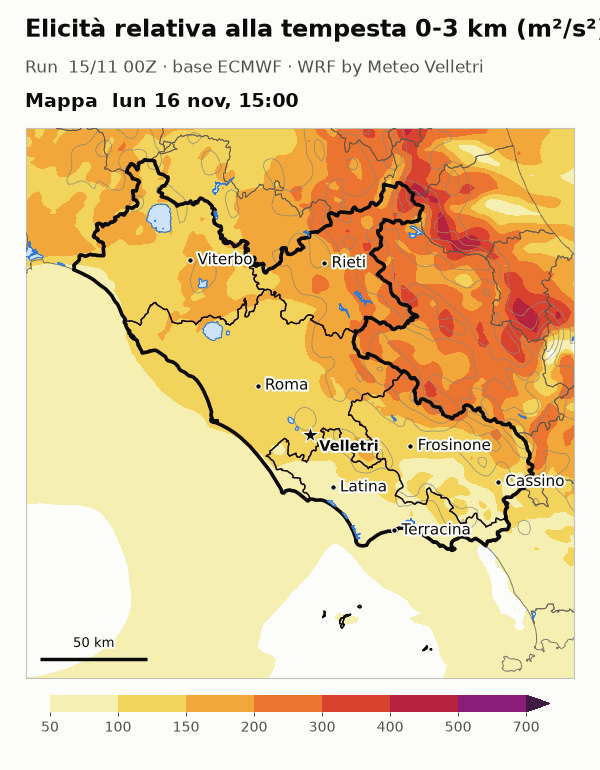 Elicità relativa alla tempesta 0-3 km (m²/s²)
Run 15/11 00Z · base ECMWF · WRF by Meteo Velletri
Mappa lun 16 nov, 15:00
Viterbo
Rieti
Roma
Velletri
Frosinone
Cassino
Latina
Terracina
50 km
50 100 150 200 300 400 500 700